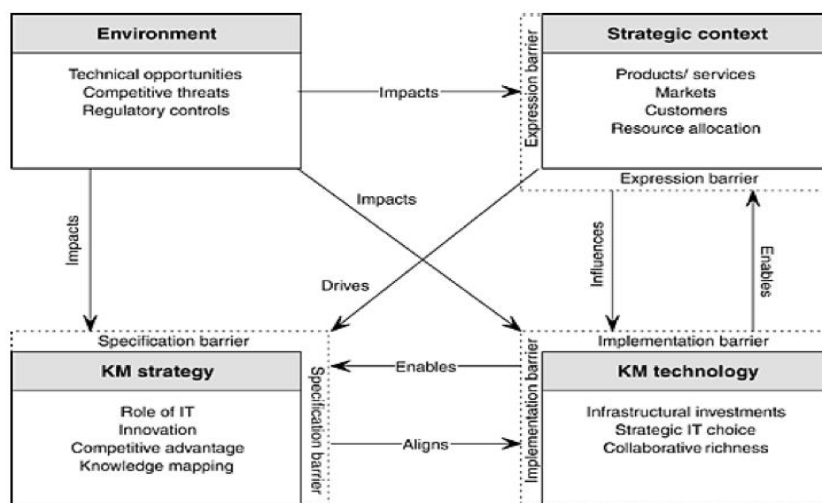 Environment
Technical opportunities
Competitive threats
Regulatory controls
Impacts
Expression barrier
Strategic context
Products/ services
Markets
Customers
Resource allocation
Expression barrier
Impacts
Impacts
Drives
Influences
Enables
Specification barrier
KM strategy
Role of IT
Innovation
Competitive advantage
Knowledge mapping
Specification barrier
Enables
Aligns
Implementation barrier
Implementation barrier
KM technology
Infrastructural investments
Strategic IT choice
Collaborative richness